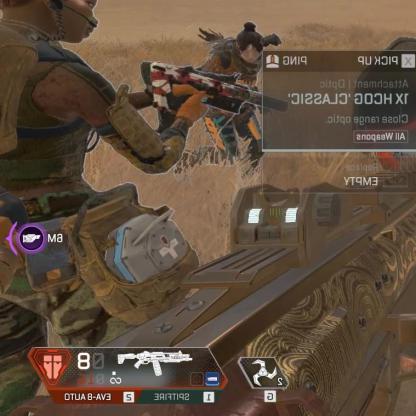 X PICK UP
PING
Attachment | Optic
1X HCOG 'CLASSIC'
Close range optic.
All Weapons
Replace
EMPTY
6M
8
2
G
1 SPITFIRE
2 EVA-8 AUTO